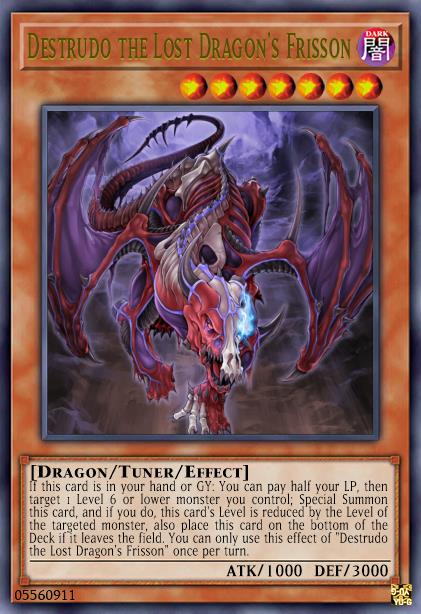 DESTRUDO THE LOST DRAGON'S FRISSON
DARK
闇
[DRAGON/TUNER/EFFECT]
If this card is in your hand or GY: You can pay half your LP, then
target 1 Level 6 or lower monster you control; Special Summon
this card, and if you do, this card's Level is reduced by the Level of
the targeted monster, also place this card on the bottom of the
Deck if it leaves the field. You can only use this effect of "Destrudo
the Lost Dragon's Frisson" once per turn.
ATK/1000 DEF/3000
05560911